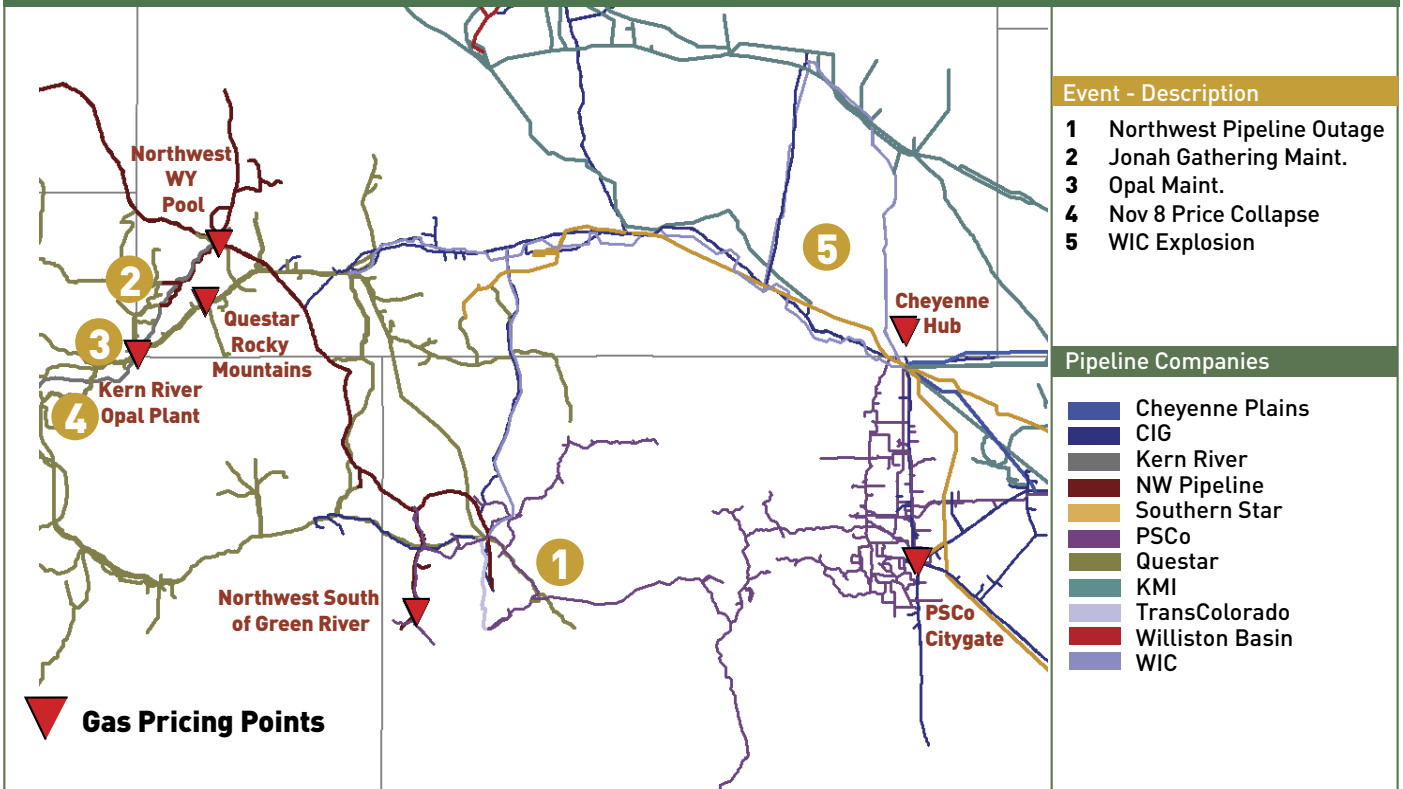 Northwest
WY
Pool
2
5
Cheyenne
Hub
Questar
Rocky
Mountains
3
Kern River
Opal Plant
4
1
Northwest South
of Green River
PSCo
Citygate
Gas Pricing Points
Event - Description
1 Northwest Pipeline Outage
2 Jonah Gathering Maint.
3 Opal Maint.
4 Nov 8 Price Collapse
5 WIC Explosion
Pipeline Companies
Cheyenne Plains
CIG
Kern River
NW Pipeline
Southern Star
PSCo
Questar
KMI
TransColorado
Williston Basin
WIC